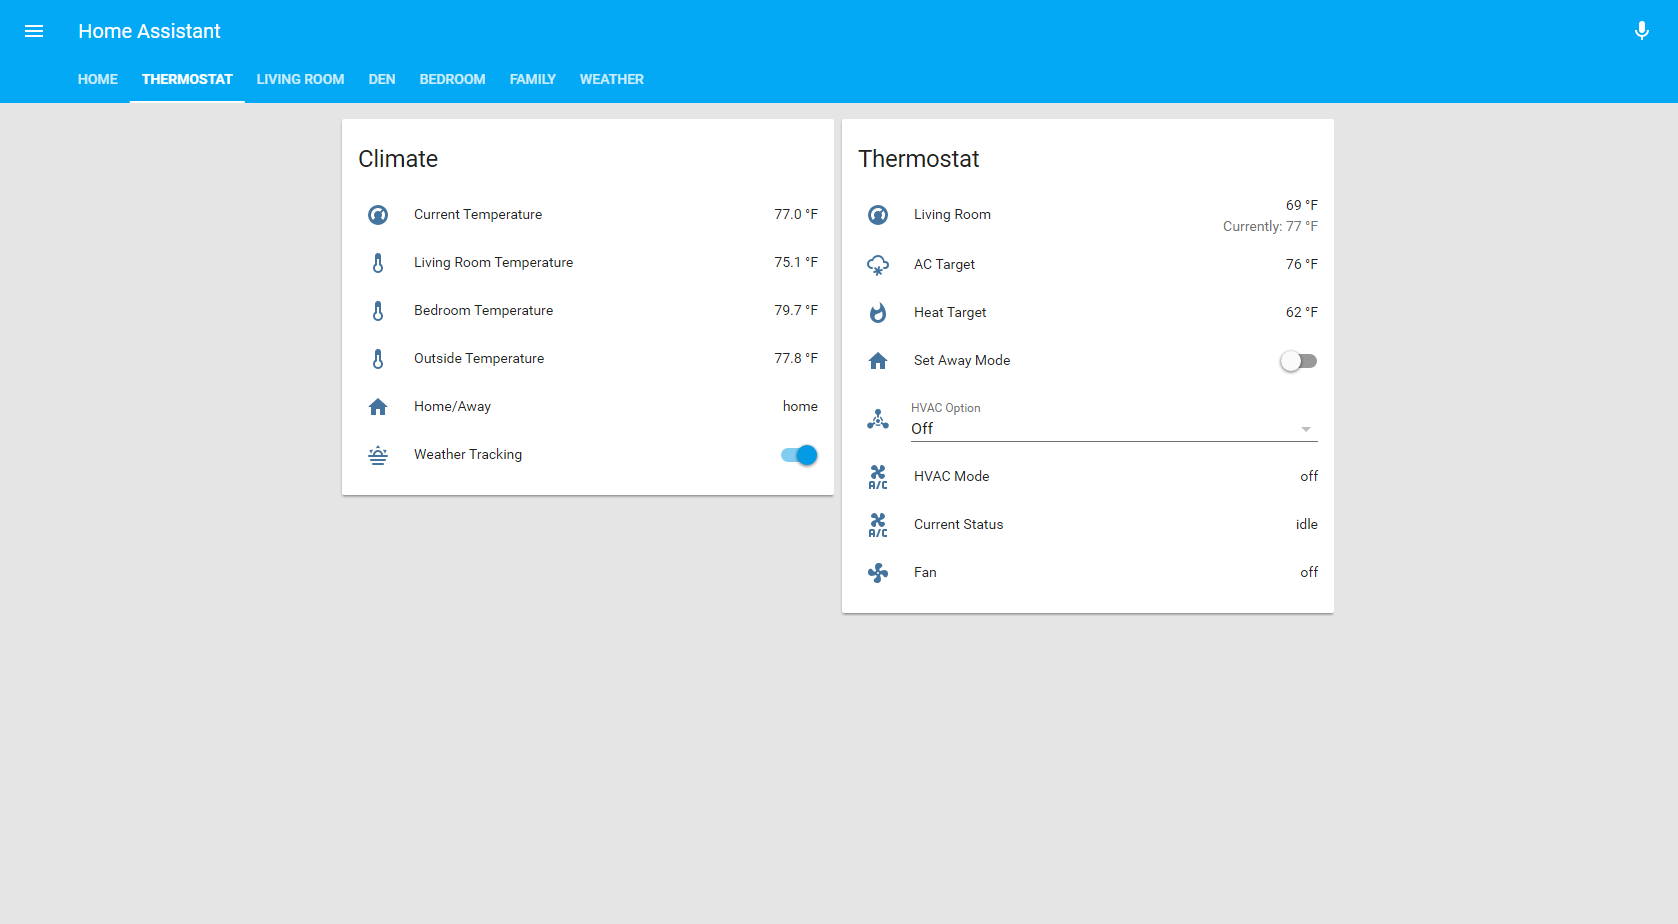 Home Assistant
HOME THERMOSTAT LIVING ROOM DEN BEDROOM FAMILY WEATHER
Climate
Current Temperature 77.0 °F
Living Room Temperature 75.1 °F
Bedroom Temperature 79.7 °F
Outside Temperature 77.8 °F
Home/Away home
Weather Tracking
Thermostat
Living Room 69 °F
Currently: 77 °F
AC Target 76 °F
Heat Target 62 °F
Set Away Mode
HVAC Option
Off
A/C HVAC Mode off
A/C Current Status idle
Fan off